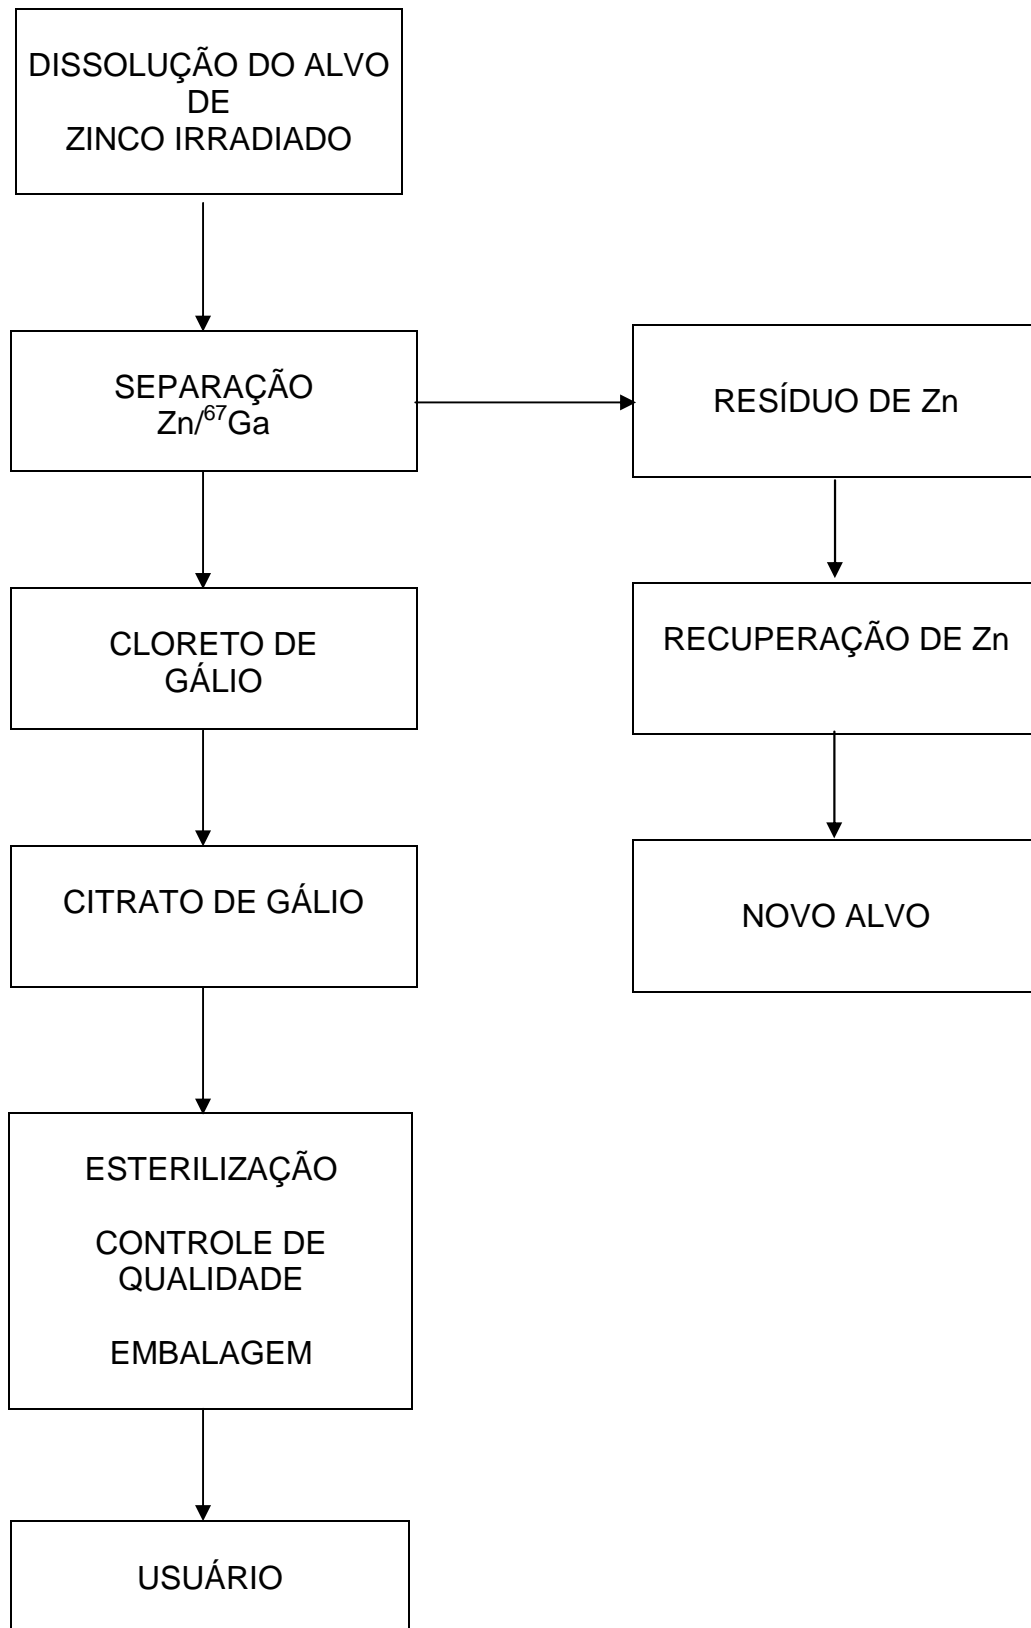 DISSOLUÇÃO DO ALVO
DE
ZINCO IRRADIADO
SEPARAÇÃO
Zn/⁶⁷Ga
RESÍDUO DE Zn
CLORETO DE
GÁLIO
RECUPERAÇÃO DE Zn
CITRATO DE GÁLIO
NOVO ALVO
ESTERILIZAÇÃO
CONTROLE DE
QUALIDADE
EMBALAGEM
USUÁRIO